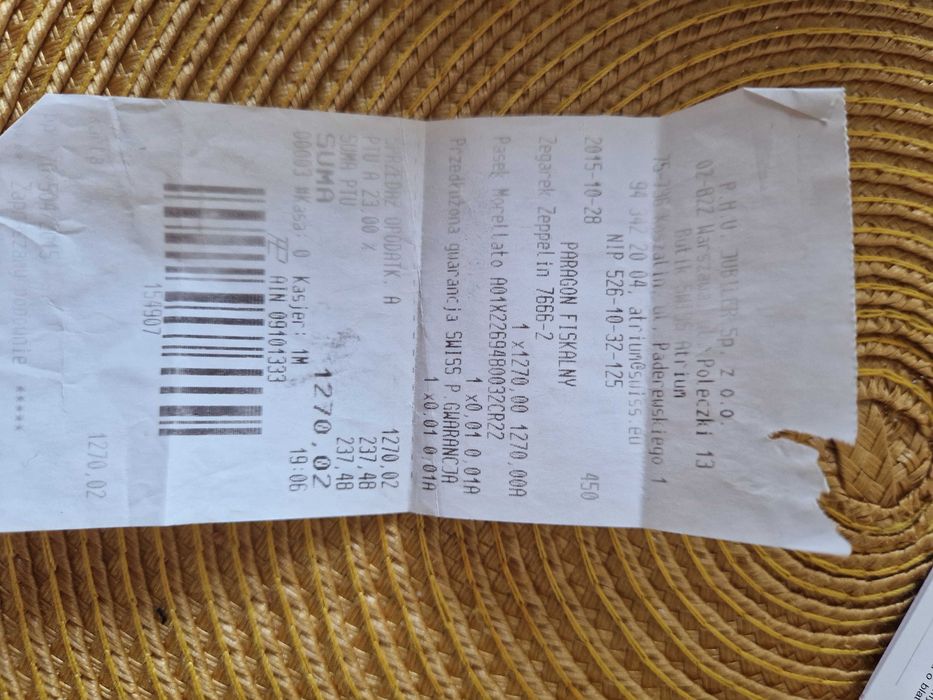 P.H.U. JUBILER Sp. z o.o.
02-822 Warszawa, Poleczki 13
Butik SWISS Atrium
ul. Paderewskiego 1
94 342 20 04, atrium@swiss.eu
NIP 526-10-32-125
2015-10-28 450
PARAGON FISKALNY
Zegarek Zeppelin 7666-2
1 x1270,00 1270,00A
Pasek Morellato A01X2269480032CR22
1 x0,01 0,01A
Przedłużona gwarancja SWISS P.GWARANCJA
1 x0,01 0,01A
SPRZEDAŻ OPODATK. A 1270,02
PTU A 23,00 % 237,48
SUMA PTU 237,48
SUMA 1270,02
00003 #Kasa: 0 Kasjer: 1M 19:06
AIN 09101333
154907
Karta 1270,02